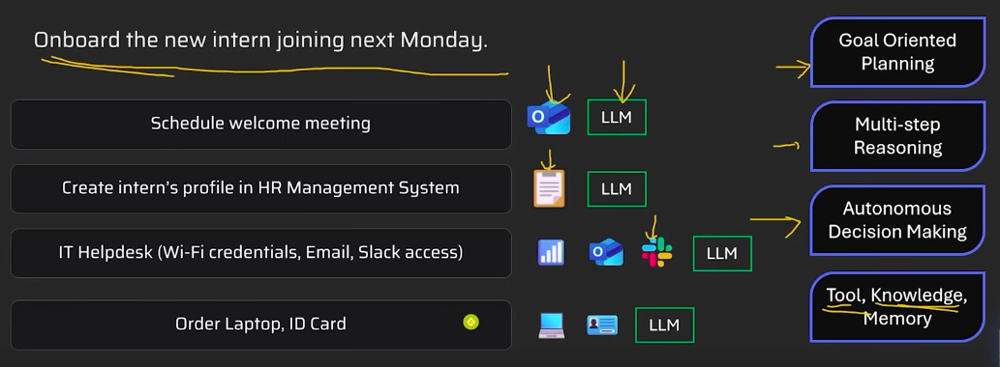 Onboard the new intern joining next Monday.
Schedule welcome meeting
O
LLM
Create intern's profile in HR Management System
LLM
IT Helpdesk (Wi-Fi credentials, Email, Slack access)
O
LLM
Order Laptop, ID Card
LLM
Goal Oriented
Planning
Multi-step
Reasoning
Autonomous
Decision Making
Tool, Knowledge,
Memory